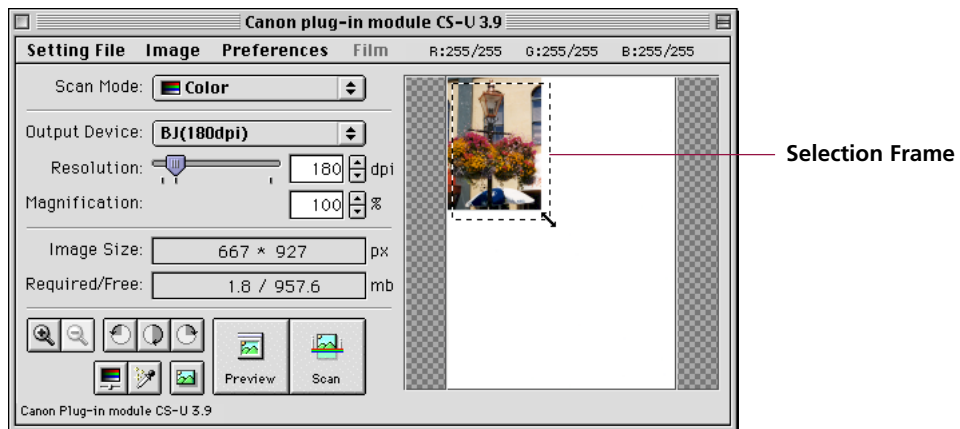 Canon plug-in module CS-U 3.9
Setting File Image Preferences Film R:255/255 G:255/255 B:255/255
Scan Mode: Color
Output Device: BJ(180dpi)
Resolution: 180 dpi
Magnification: 100 %
Image Size: 667 * 927 px
Required/Free: 1.8 / 957.6 mb
Preview Scan
Canon Plug-in module CS-U 3.9
Selection Frame